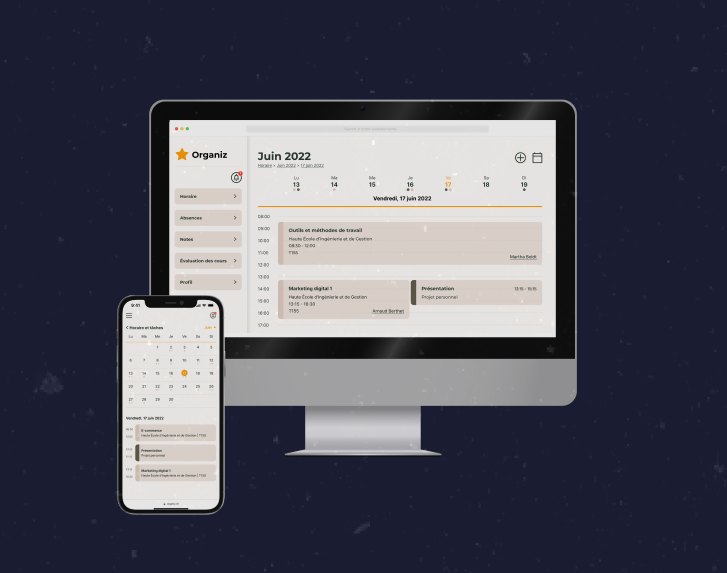 Organiz
Horaire
Absences
Notes
Évaluation des cours
Profil
Juin 2022
Horaire > Juin 2022 > 17 juin 2022
Lu Ma Me Je Ve Sa Di
13 14 15 16 17 18 19
Vendredi, 17 juin 2022
08:00
09:00
10:00
11:00
12:00
13:00
14:00
15:00
16:00
17:00
Outils et méthodes de travail
Haute École d'Ingénierie et de Gestion
08:30 - 12:00
T155
Martha Boldt
Marketing digital 1
Haute École d'Ingénierie et de Gestion
13:15 - 16:30
T155
Arnaud Berthet
Présentation
13:15 - 15:15
Projet personnel
9:41
< Horaire et tâches
Juin
Lu Ma Me Je Ve Sa Di
1 2 3 4 5
6 7 8 9 10 11 12
13 14 15 16 17 18 19
20 21 22 23 24 25 26
27 28 29 30
Vendredi, 17 juin 2022
E-commerce
Haute École d'Ingénierie et de Gestion | T155
Présentation
Projet personnel
Marketing digital 1
Haute École d'Ingénierie et de Gestion | T155